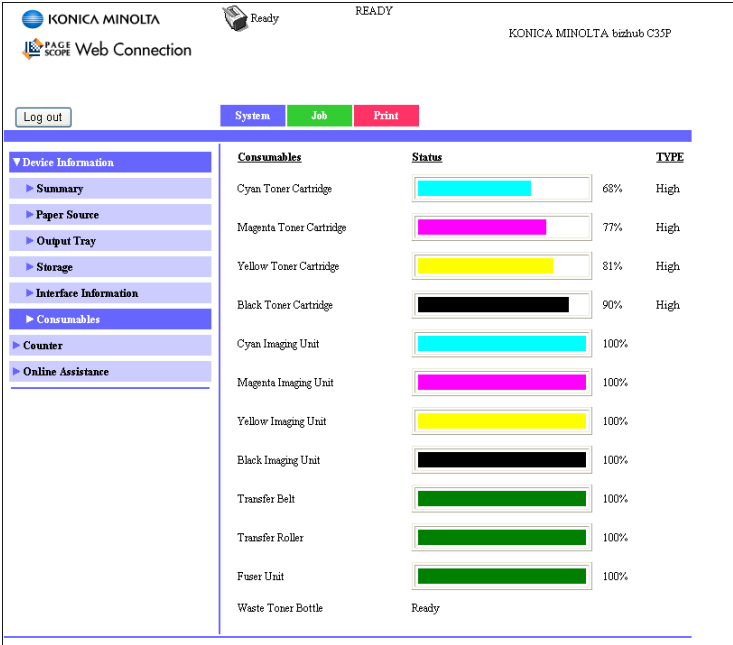 KONICA MINOLTA
Ready
READY
KONICA MINOLTA bizhub C35P
PAGE SCOPE Web Connection
Log out
System Job Print
Device Information
Summary
Paper Source
Output Tray
Storage
Interface Information
Consumables
Counter
Online Assistance
Consumables Status TYPE
Cyan Toner Cartridge 68% High
Magenta Toner Cartridge 77% High
Yellow Toner Cartridge 81% High
Black Toner Cartridge 90% High
Cyan Imaging Unit 100%
Magenta Imaging Unit 100%
Yellow Imaging Unit 100%
Black Imaging Unit 100%
Transfer Belt 100%
Transfer Roller 100%
Fuser Unit 100%
Waste Toner Bottle Ready